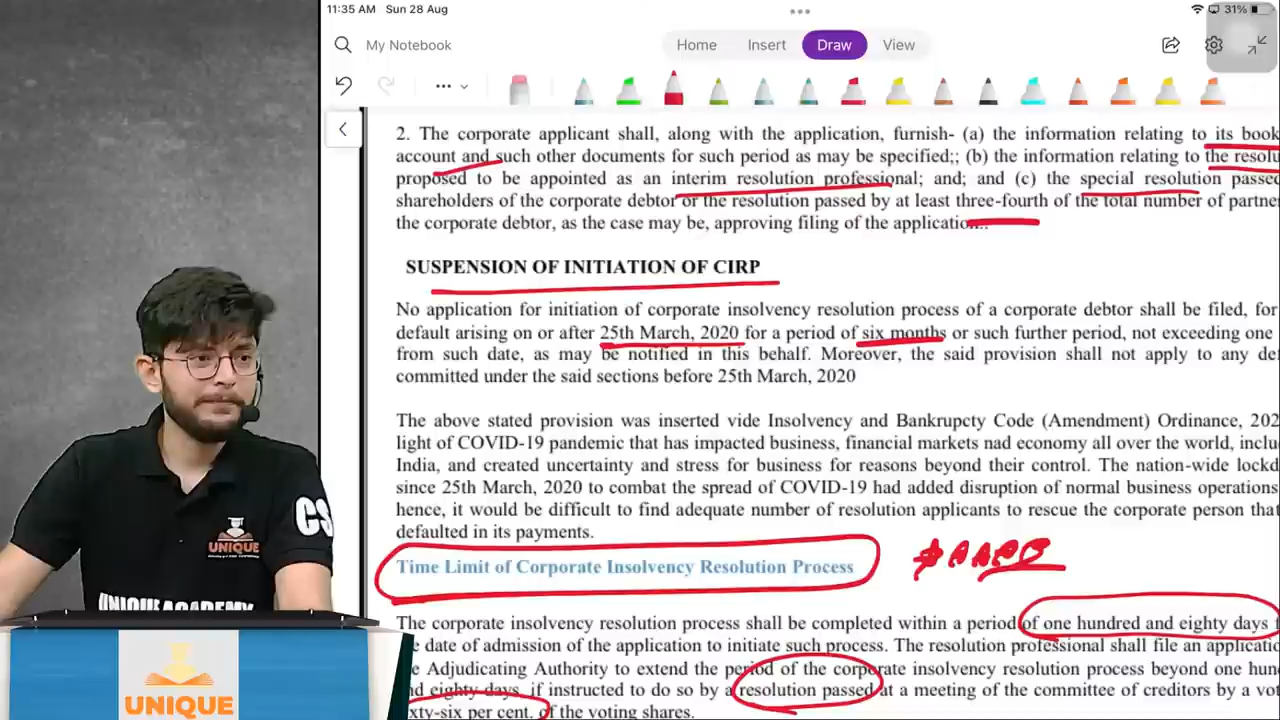 11:35 AM Sun 28 Aug
31%
My Notebook
Home Insert Draw View
2. The corporate applicant shall, along with the application, furnish- (a) the information relating to its book
account and such other documents for such period as may be specified;; (b) the information relating to the resolu
proposed to be appointed as an interim resolution professional; and; and (c) the special resolution passed
shareholders of the corporate debtor or the resolution passed by at least three-fourth of the total number of partner
the corporate debtor, as the case may be, approving filing of the application..
SUSPENSION OF INITIATION OF CIRP
No application for initiation of corporate insolvency resolution process of a corporate debtor shall be filed, for
default arising on or after 25th March, 2020 for a period of six months or such further period, not exceeding one
from such date, as may be notified in this behalf. Moreover, the said provision shall not apply to any de
committed under the said sections before 25th March, 2020
The above stated provision was inserted vide Insolvency and Bankrupcty Code (Amendment) Ordinance, 202
light of COVID-19 pandemic that has impacted business, financial markets nad economy all over the world, inclu
India, and created uncertainty and stress for business for reasons beyond their control. The nation-wide lockd
since 25th March, 2020 to combat the spread of COVID-19 had added disruption of normal business operations
hence, it would be difficult to find adequate number of resolution applicants to rescue the corporate person that
defaulted in its payments.
Time Limit of Corporate Insolvency Resolution Process
The corporate insolvency resolution process shall be completed within a period of one hundred and eighty days f
e date of admission of the application to initiate such process. The resolution professional shall file an applicatio
e Adjudicating Authority to extend the period of the corporate insolvency resolution process beyond one hun
nd eighty days, if instructed to do so by a resolution passed at a meeting of the committee of creditors by a vo
ixty-six per cent. of the voting shares.
CS
UNIQUE
UNIQUE ACADEMY
UNIQUE